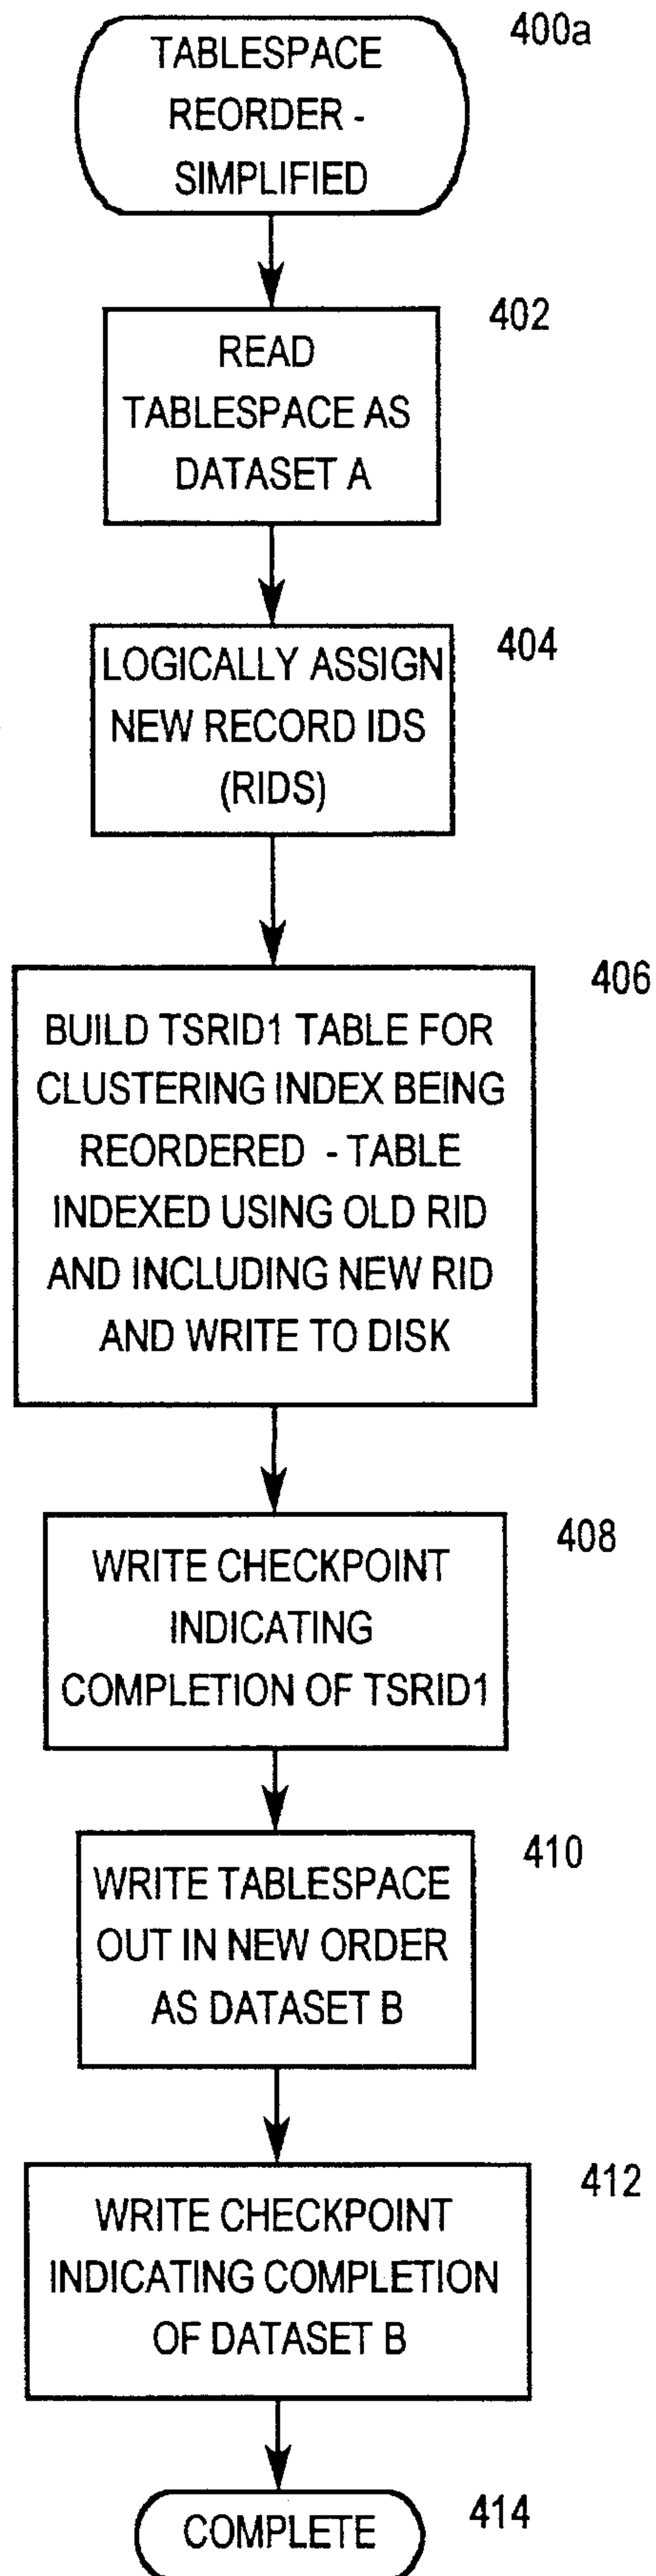 400a
TABLESPACE
REORDER -
SIMPLIFIED
402
READ
TABLESPACE AS
DATASET A
404
LOGICALLY ASSIGN
NEW RECORD IDS
(RIDS)
406
BUILD TSRID1 TABLE FOR
CLUSTERING INDEX BEING
REORDERED - TABLE
INDEXED USING OLD RID
AND INCLUDING NEW RID
AND WRITE TO DISK
408
WRITE CHECKPOINT
INDICATING
COMPLETION OF TSRID1
410
WRITE TABLESPACE
OUT IN NEW ORDER
AS DATASET B
412
WRITE CHECKPOINT
INDICATING COMPLETION
OF DATASET B
414
COMPLETE